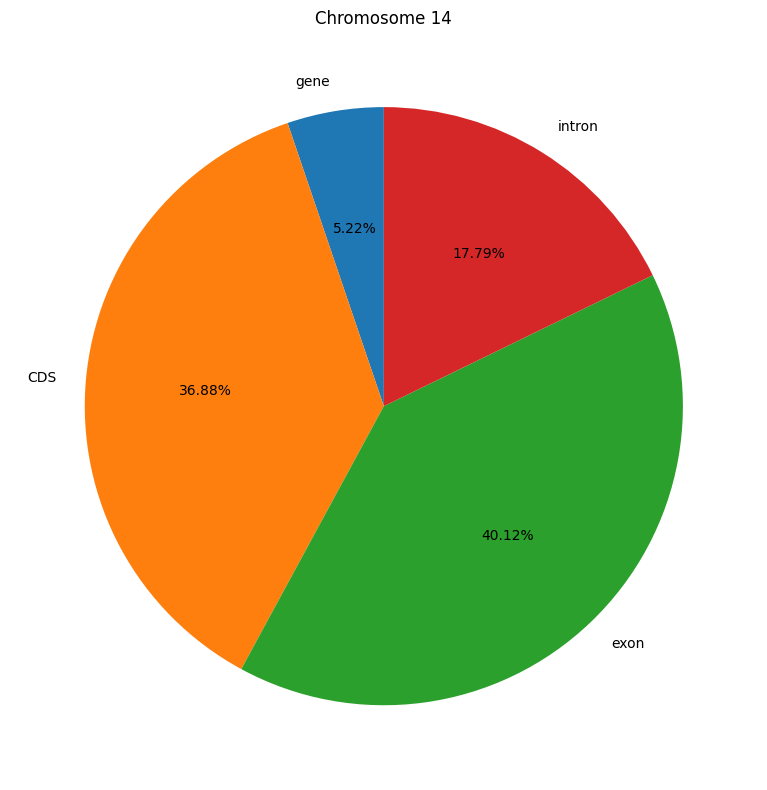 Chromosome 14
gene
intron
5.22%
17.79%
CDS
36.88%
40.12%
exon